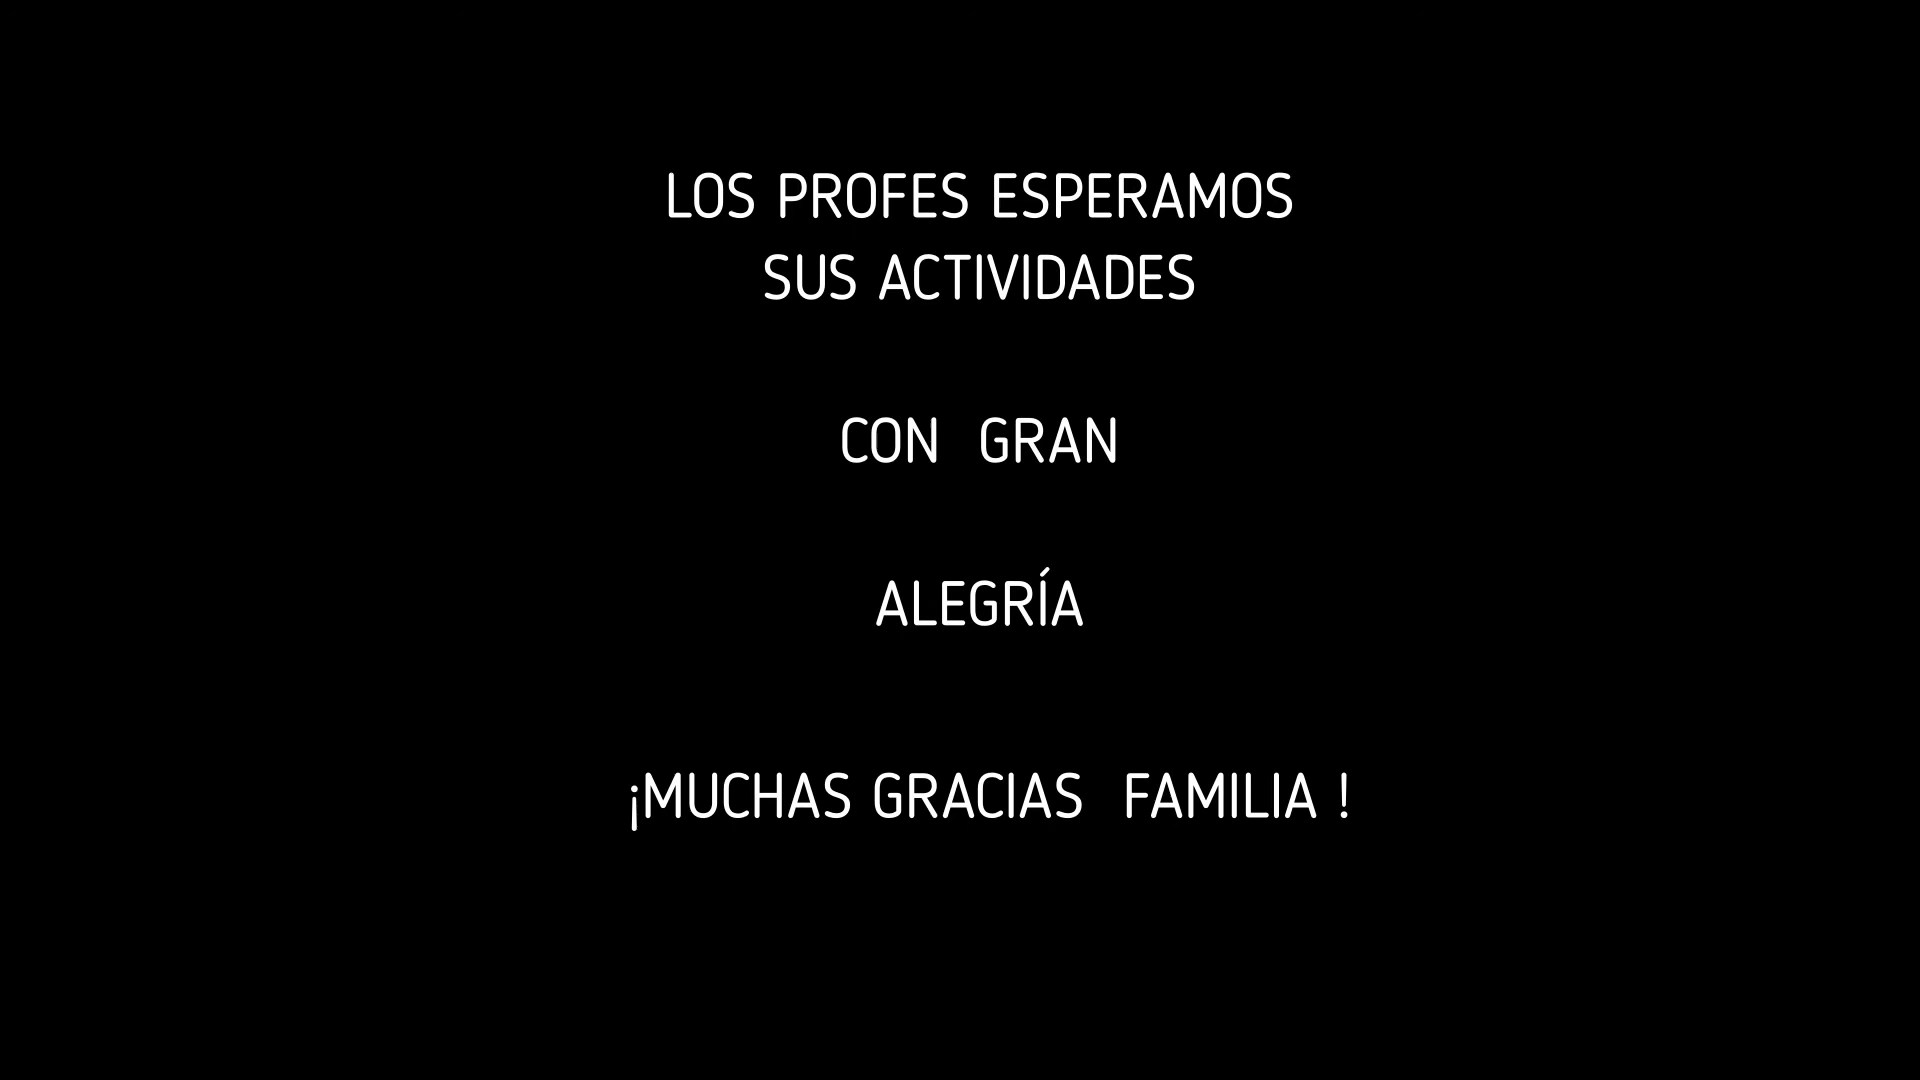 LOS PROFES ESPERAMOS
SUS ACTIVIDADES
CON  GRAN
ALEGRÍA
¡MUCHAS GRACIAS  FAMILIA !